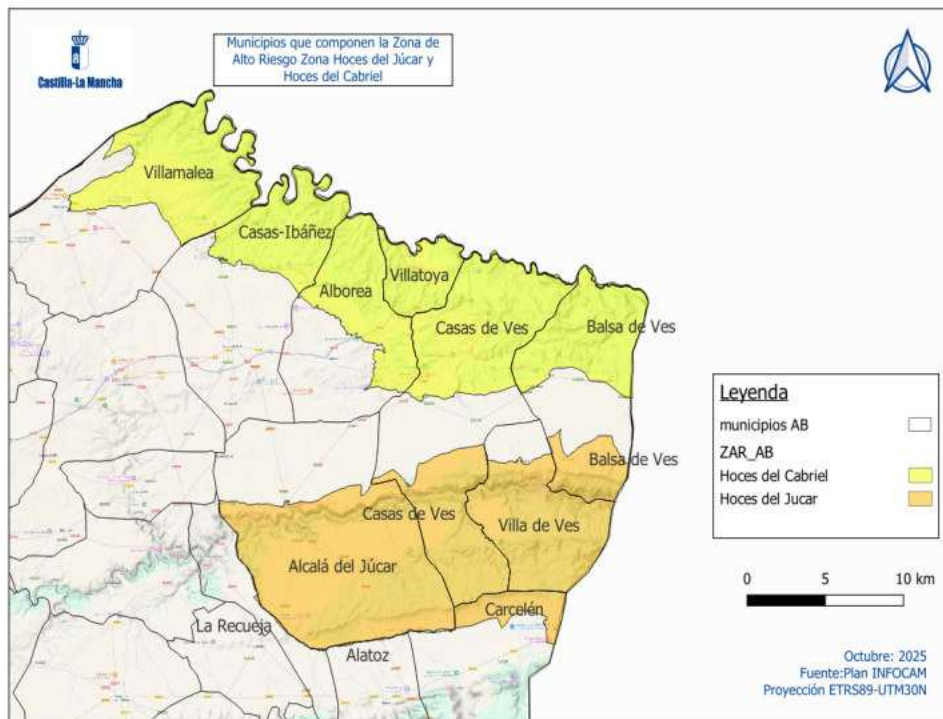 Castilla-La Mancha
Municipios que componen la Zona de
Alto Riesgo Zona Hoces del Júcar y
Hoces del Cabriel
Villamalea
Casas-Ibáñez
Alborea
Villatoya
Casas de Ves
Balsa de Ves
Balsa de Ves
Casas de Ves
Villa de Ves
Alcalá del Júcar
Carcelén
La Recueja
Alatoz
Leyenda
municipios AB
ZAR_AB
Hoces del Cabriel
Hoces del Jucar
0 5 10 km
Octubre: 2025
Fuente:Plan INFOCAM
Proyección ETRS89-UTM30N